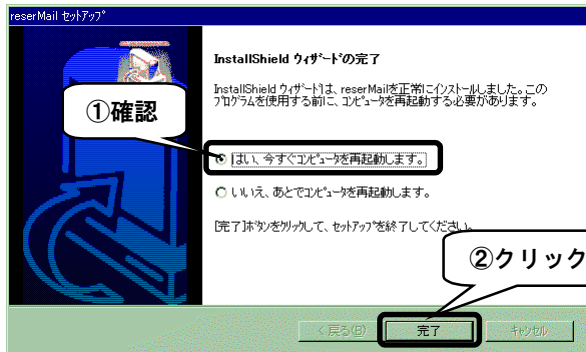 reserMail ｾｯﾄｱｯﾌﾟ
InstallShield ｳｨｻﾞｰﾄﾞの完了
InstallShield ｳｨｻﾞｰﾄﾞは、reserMailを正常にｲﾝｽﾄｰﾙしました。この
ﾌﾟﾛｸﾞﾗﾑを使用する前に、ｺﾝﾋﾟｭｰﾀを再起動する必要があります。
①確認
はい、今すぐｺﾝﾋﾟｭｰﾀを再起動します。
いいえ、あとでｺﾝﾋﾟｭｰﾀを再起動します。
[完了]ﾎﾞﾀﾝをｸﾘｯｸして、ｾｯﾄｱｯﾌﾟを終了してください。
②クリック
< 戻る(B)
完了
ｷｬﾝｾﾙ